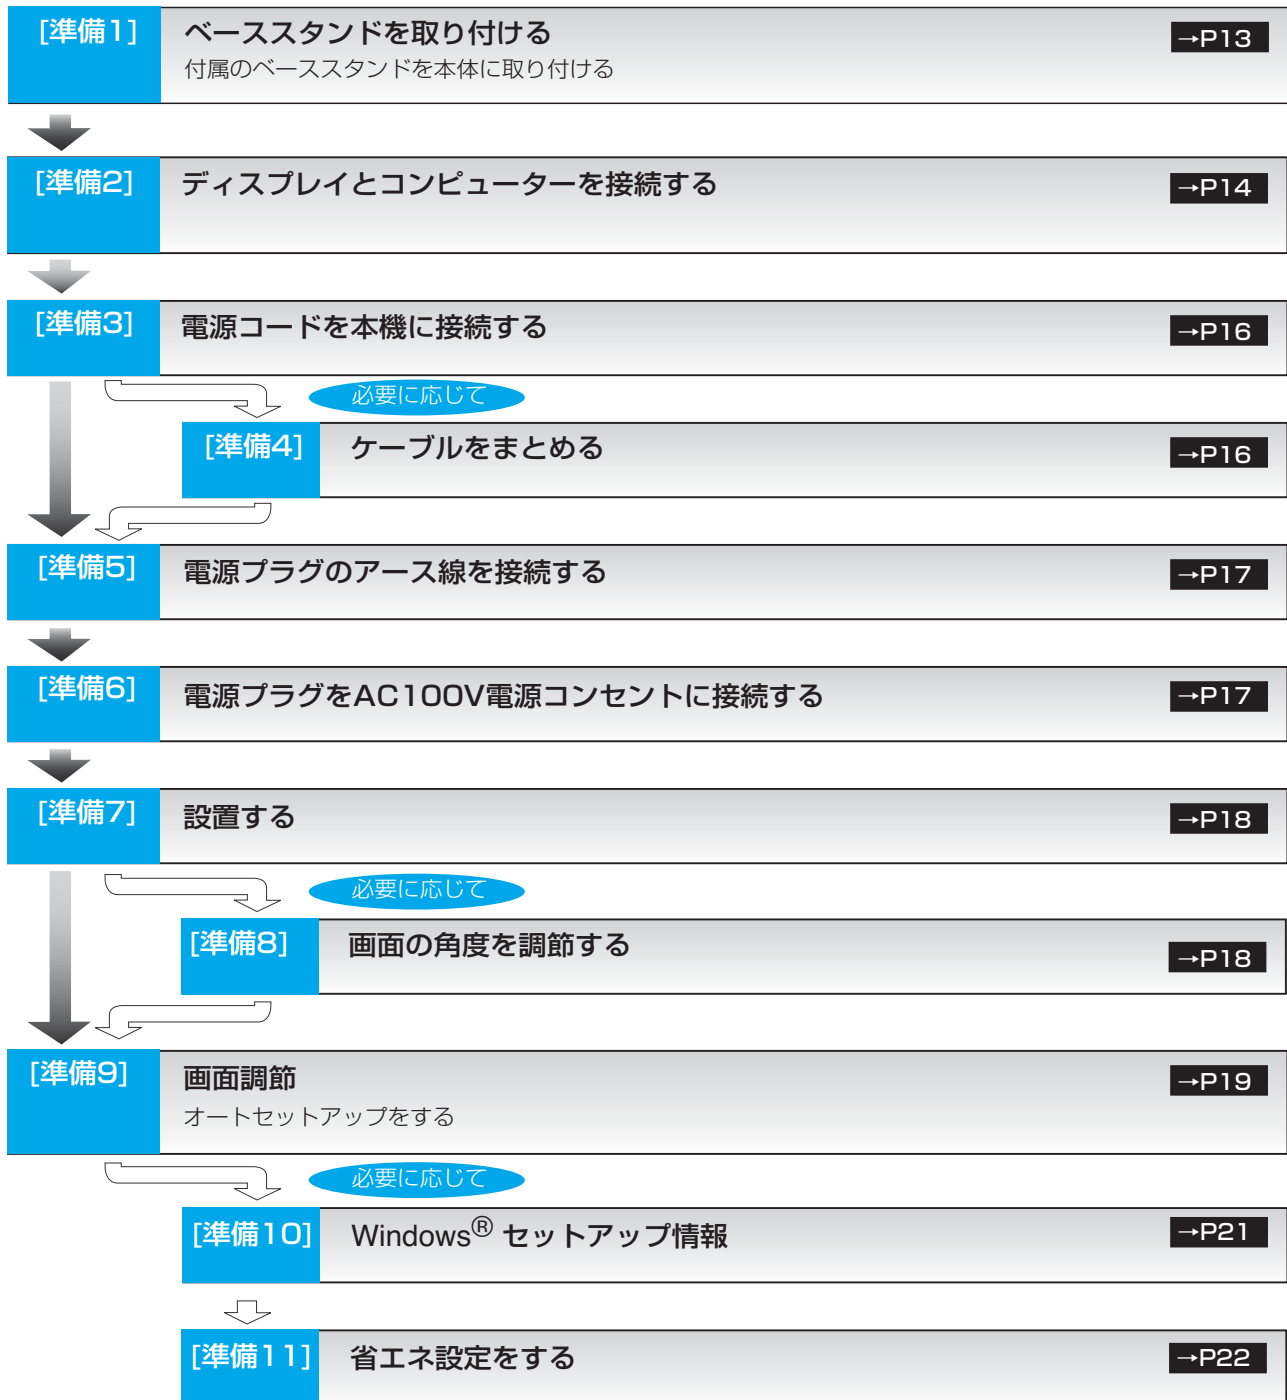 [準備1]
ベーススタンドを取り付ける
→P13
付属のベーススタンドを本体に取り付ける
[準備2]
ディスプレイとコンピューターを接続する
→P14
[準備3]
電源コードを本機に接続する
→P16
必要に応じて
[準備4]
ケーブルをまとめる
→P16
[準備5]
電源プラグのアース線を接続する
→P17
[準備6]
電源プラグをAC100V電源コンセントに接続する
→P17
[準備7]
設置する
→P18
必要に応じて
[準備8]
画面の角度を調節する
→P18
[準備9]
画面調節
→P19
オートセットアップをする
必要に応じて
[準備10]
Windows® セットアップ情報
→P21
[準備11]
省エネ設定をする
→P22